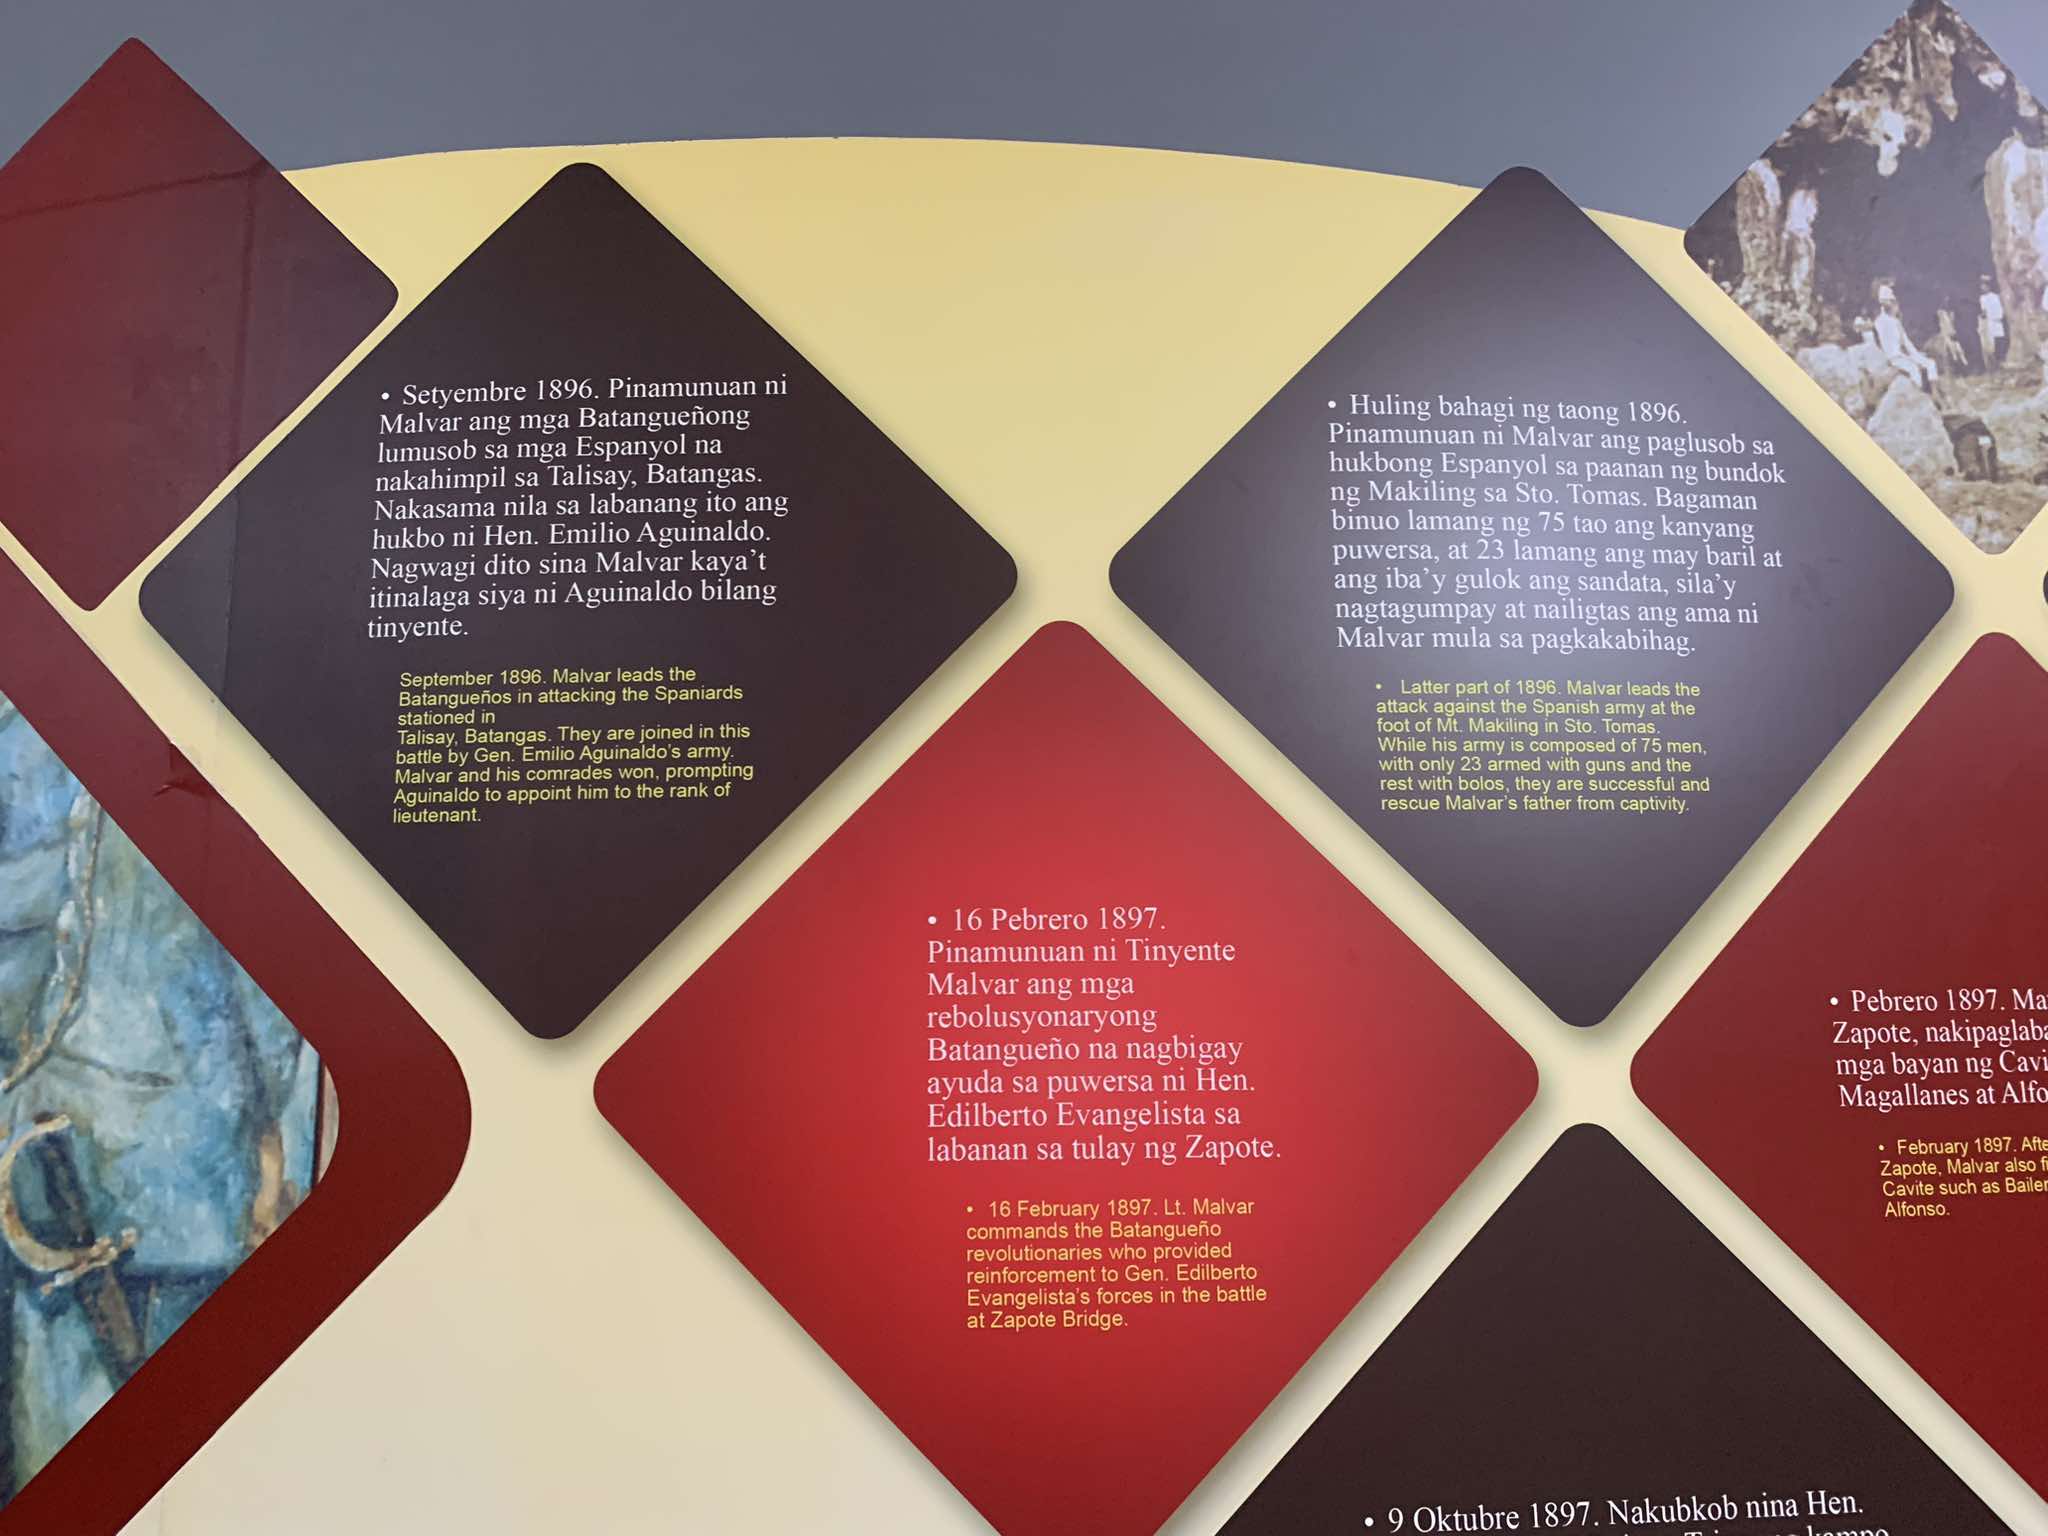 • Setyembre 1896. Pinamunuan ni
Malvar ang mga Batangueñong
lumusob sa mga Espanyol na
nakahimpil sa Talisay, Batangas.
Nakasama nila sa labanang ito ang
hukbo ni Hen. Emilio Aguinaldo.
Nagwagi dito sina Malvar kaya't
itinalaga siya ni Aguinaldo bilang
tinyente.
September 1896. Malvar leads the
Batangueños in attacking the Spaniards
stationed in
Talisay, Batangas. They are joined in this
battle by Gen. Emilio Aguinaldo's army.
Malvar and his comrades won, prompting
Aguinaldo to appoint him to the rank of
lieutenant.
• Huling bahagi ng taong 1896.
Pinamunuan ni Malvar ang paglusob sa
hukbong Espanyol sa paanan ng bundok
ng Makiling sa Sto. Tomas. Bagaman
binuo lamang ng 75 tao ang kanyang
puwersa, at 23 lamang ang may baril at
ang iba'y gulok ang sandata, sila'y
nagtagumpay at nailigtas ang ama ni
Malvar mula sa pagkakabihag.
• Latter part of 1896. Malvar leads the
attack against the Spanish army at the
foot of Mt. Makiling in Sto. Tomas.
While his army is composed of 75 men,
with only 23 armed with guns and the
rest with bolos, they are successful and
rescue Malvar's father from captivity.
• 16 Pebrero 1897.
Pinamunuan ni Tinyente
Malvar ang mga
rebolusyonaryong
Batangueño na nagbigay
ayuda sa puwersa ni Hen.
Edilberto Evangelista sa
labanan sa tulay ng Zapote.
• 16 February 1897. Lt. Malvar
commands the Batangueño
revolutionaries who provided
reinforcement to Gen. Edilberto
Evangelista's forces in the battle
at Zapote Bridge.
• Pebrero 1897.
Zapote,
mga bayan ng
Magallanes at
• February 1897.
Zapote, Malvar also
Cavite such as
Alfonso.
• 9 Oktubre 1897. Nakubkob nina Hen.